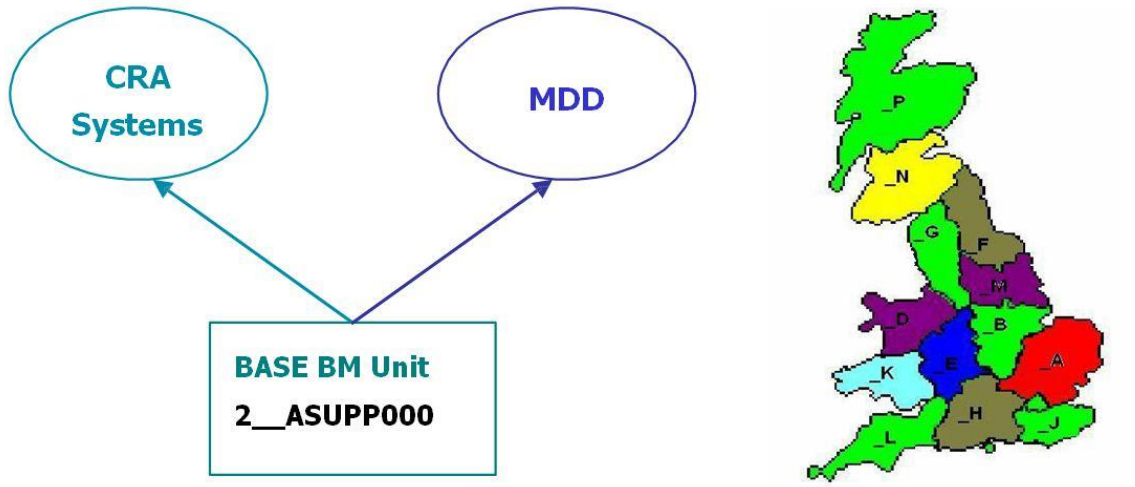 CRA
Systems
MDD
BASE BM Unit
2__ASUPP000
_P
_N
_G
_F
_M
_D
_B
_E
_A
_K
_H
_L
_J